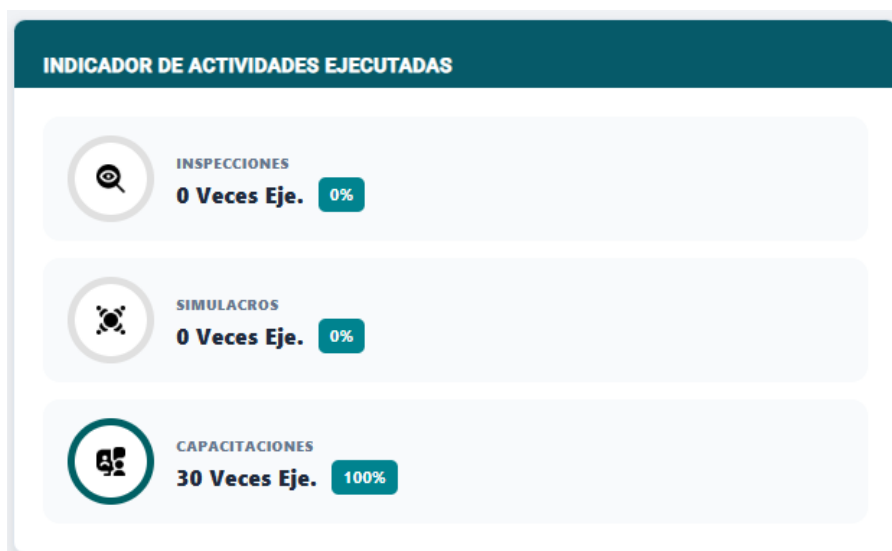 INDICADOR DE ACTIVIDADES EJECUTADAS
INSPECCIONES
0 Veces Eje. 0%
SIMULACROS
0 Veces Eje. 0%
CAPACITACIONES
30 Veces Eje. 100%